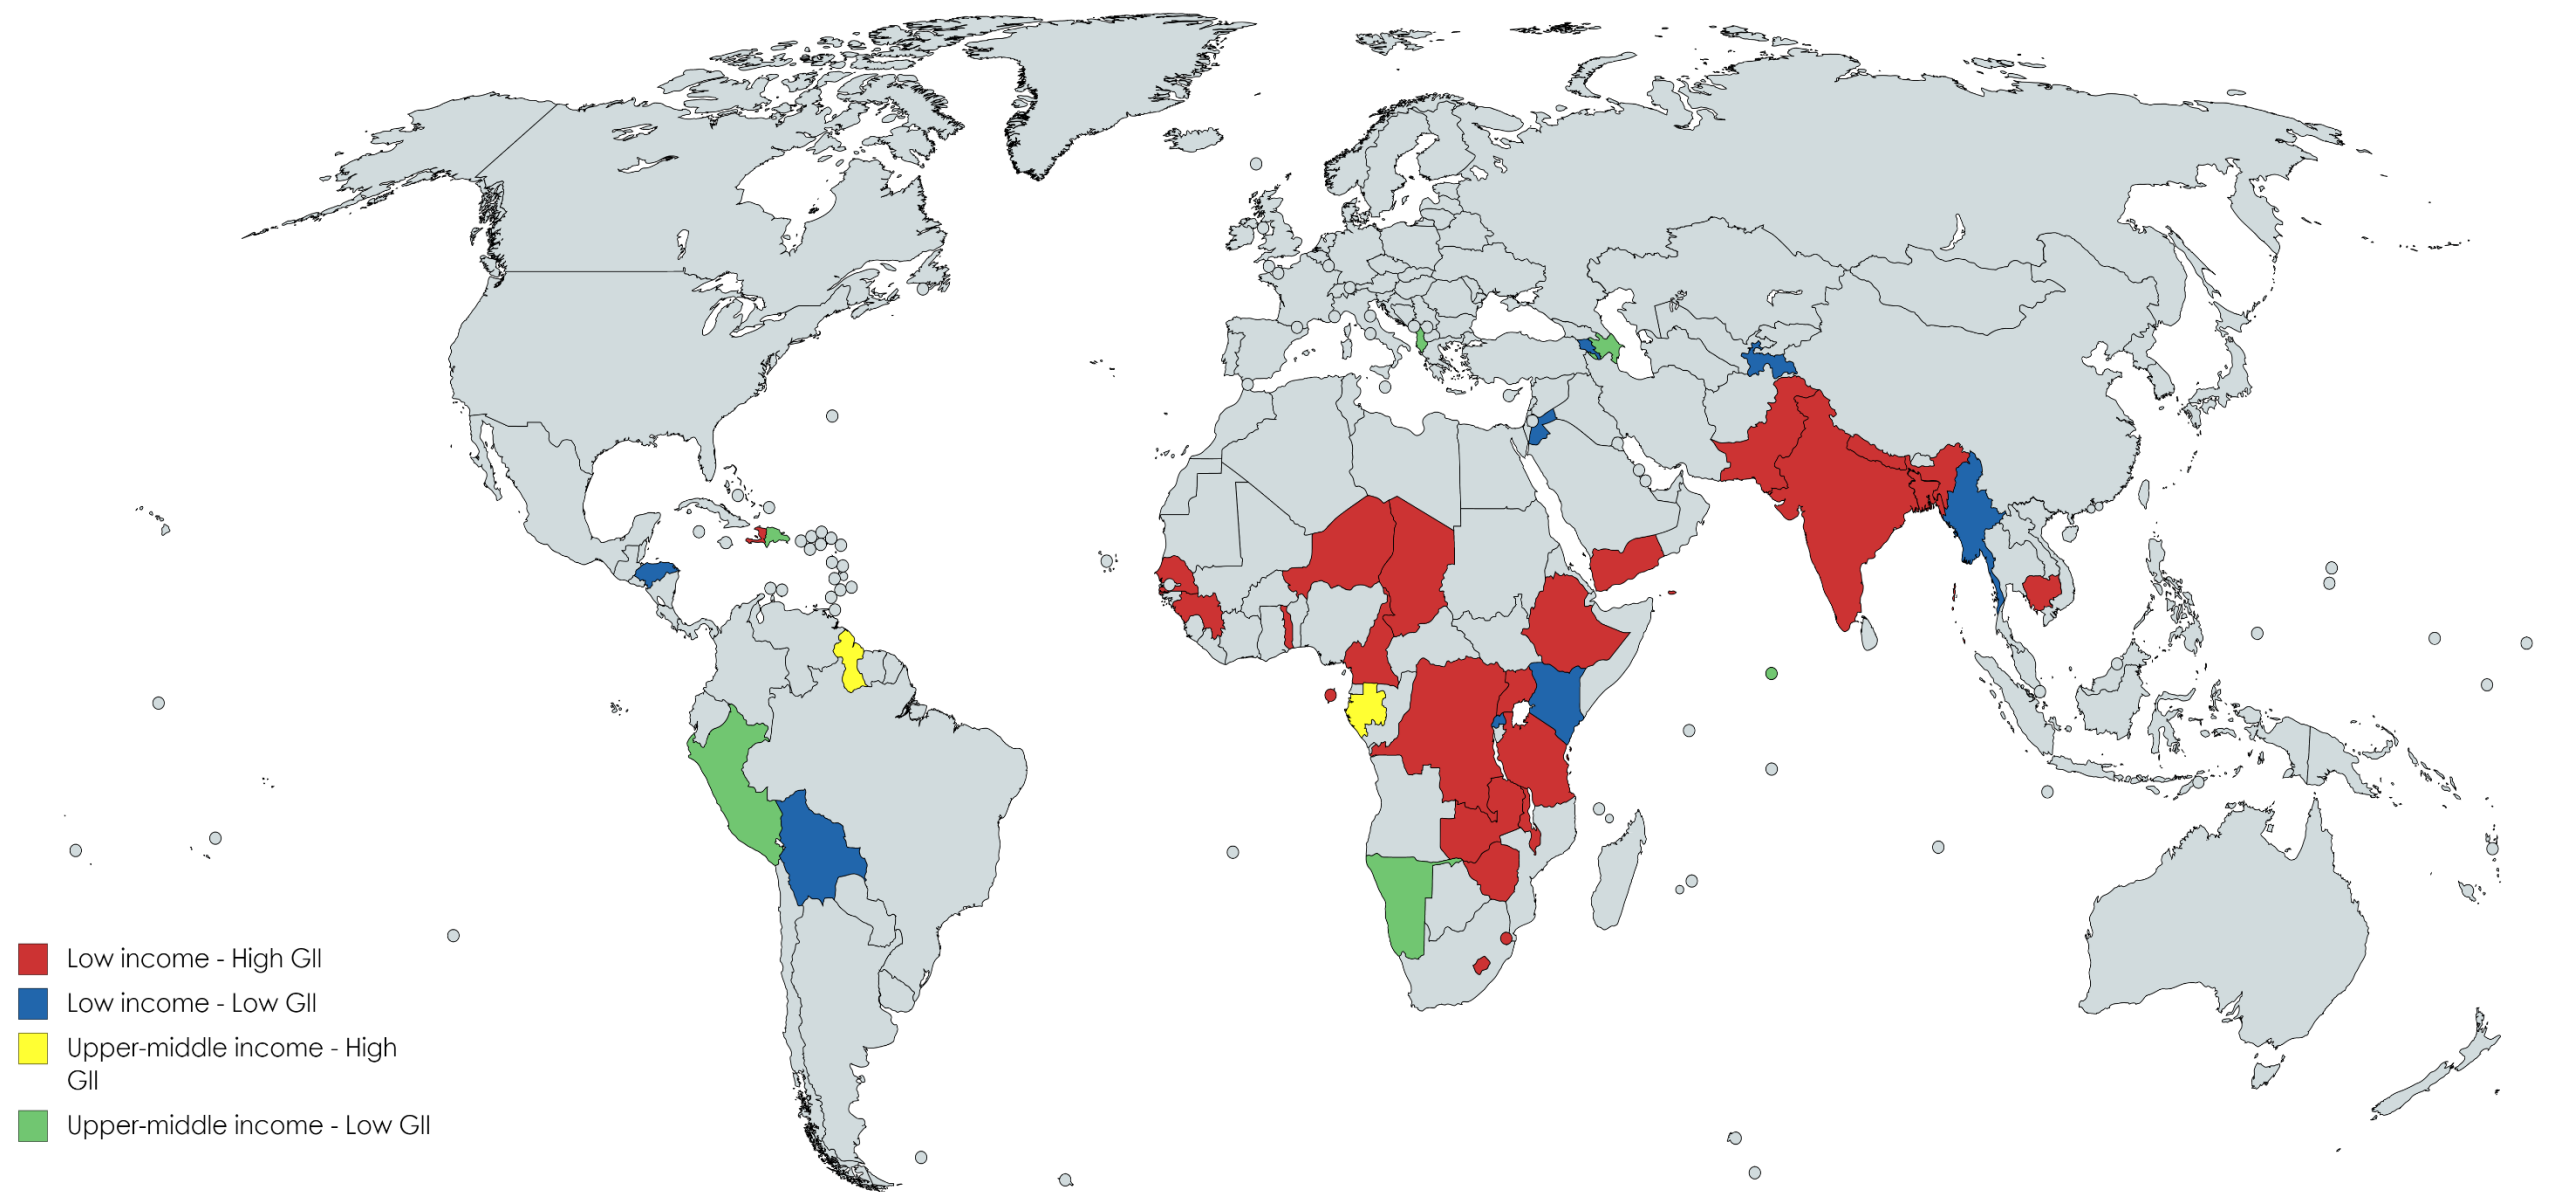 Low income - High GII
Low income - Low GII
Upper-middle income - High
GII
Upper-middle income - Low GII